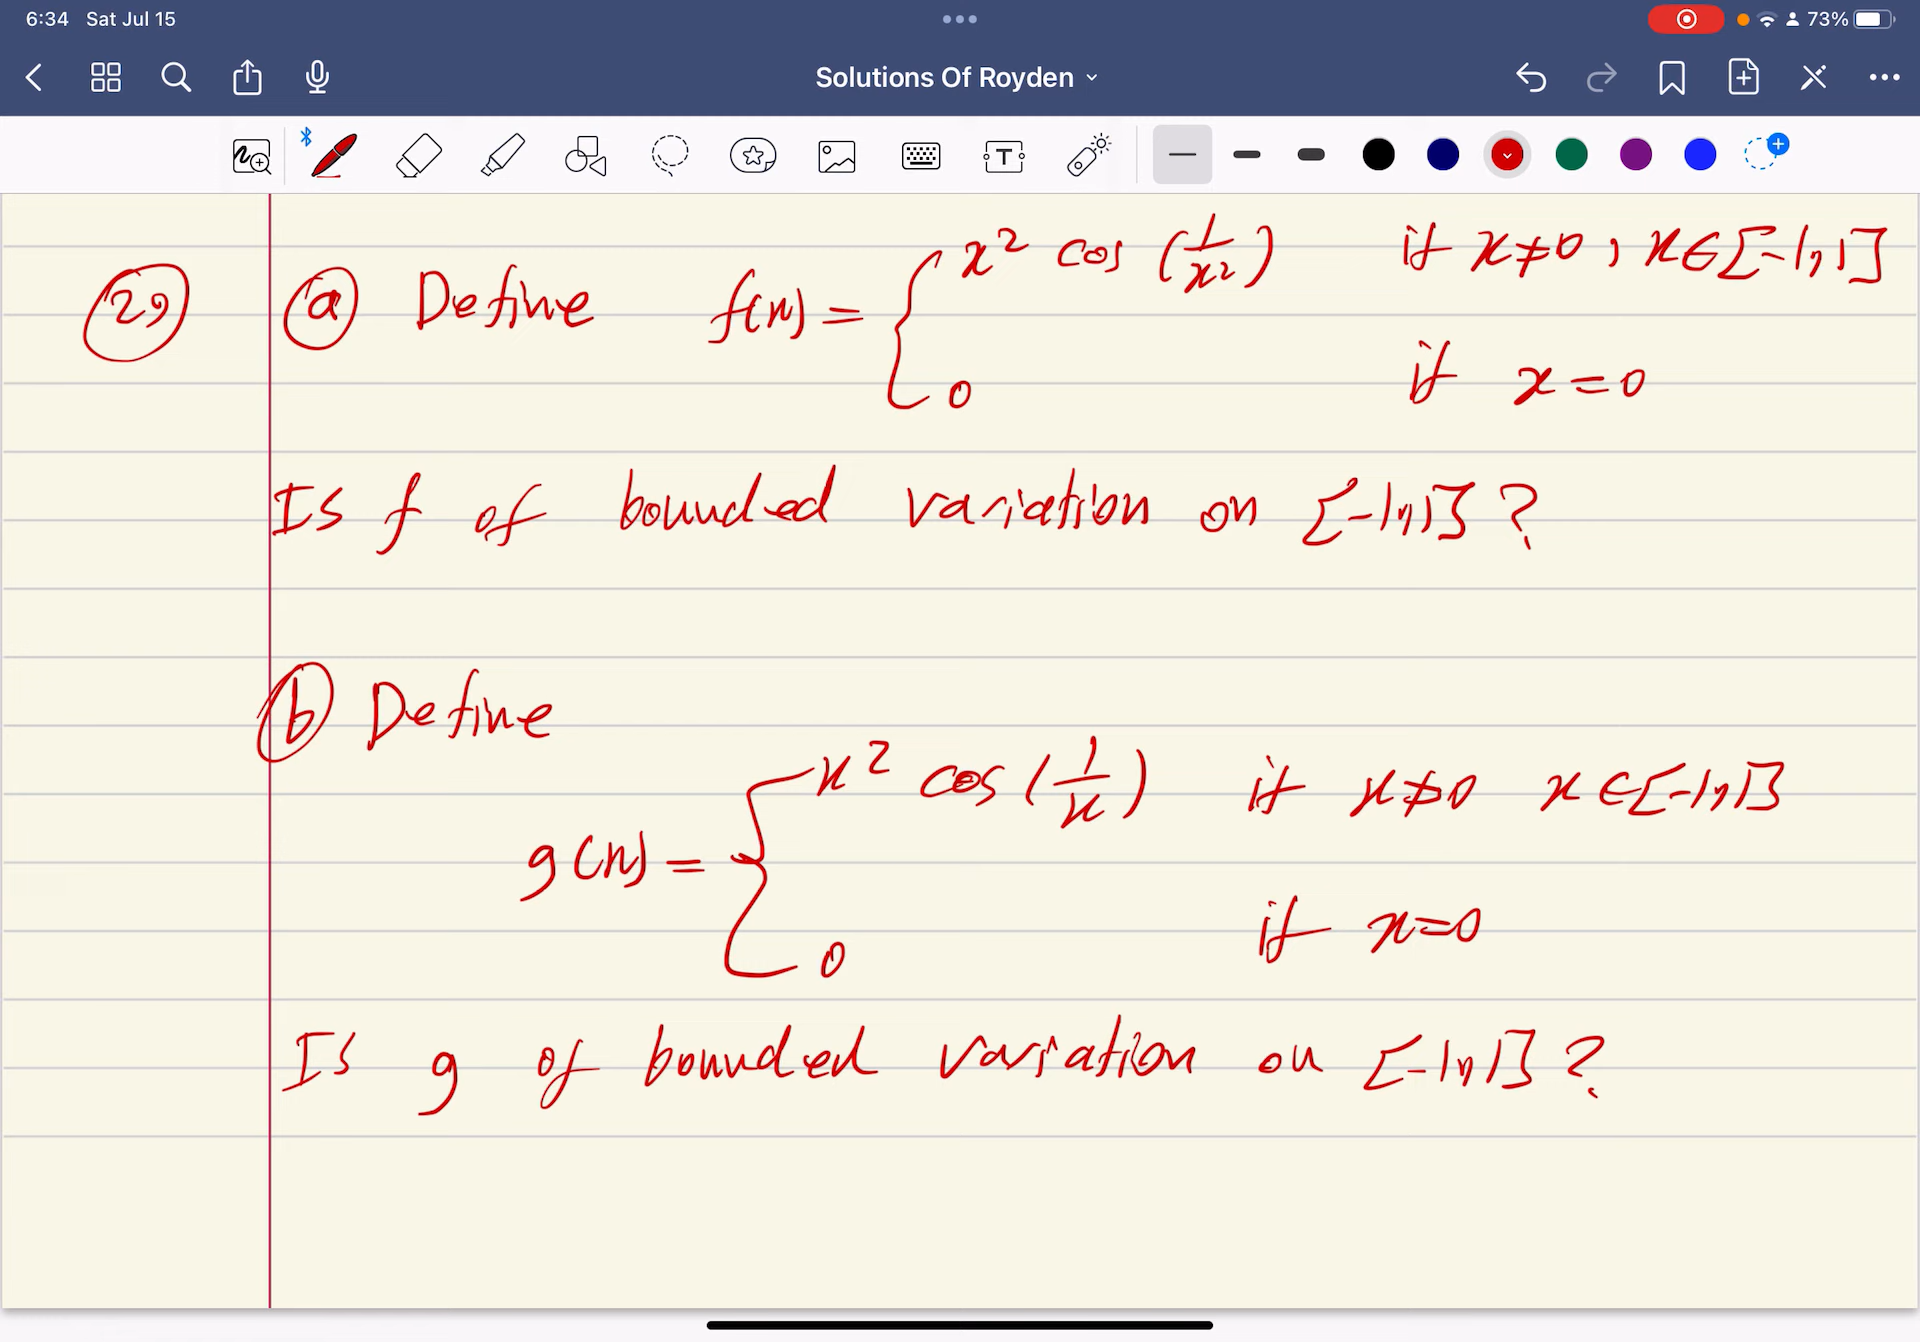 6:34 Sat Jul 15
73%
Solutions Of Royden
29 (a) Define f(x) = { x² cos (1/x²) if x≠0, x∈[-1,1]
0 if x=0
Is f of bounded variation on [-1,1]?
(b) Define
g(x) = { x² cos (1/x) if x≠0 x∈[-1,1]
0 if x=0
Is g of bounded variation on [-1,1]?